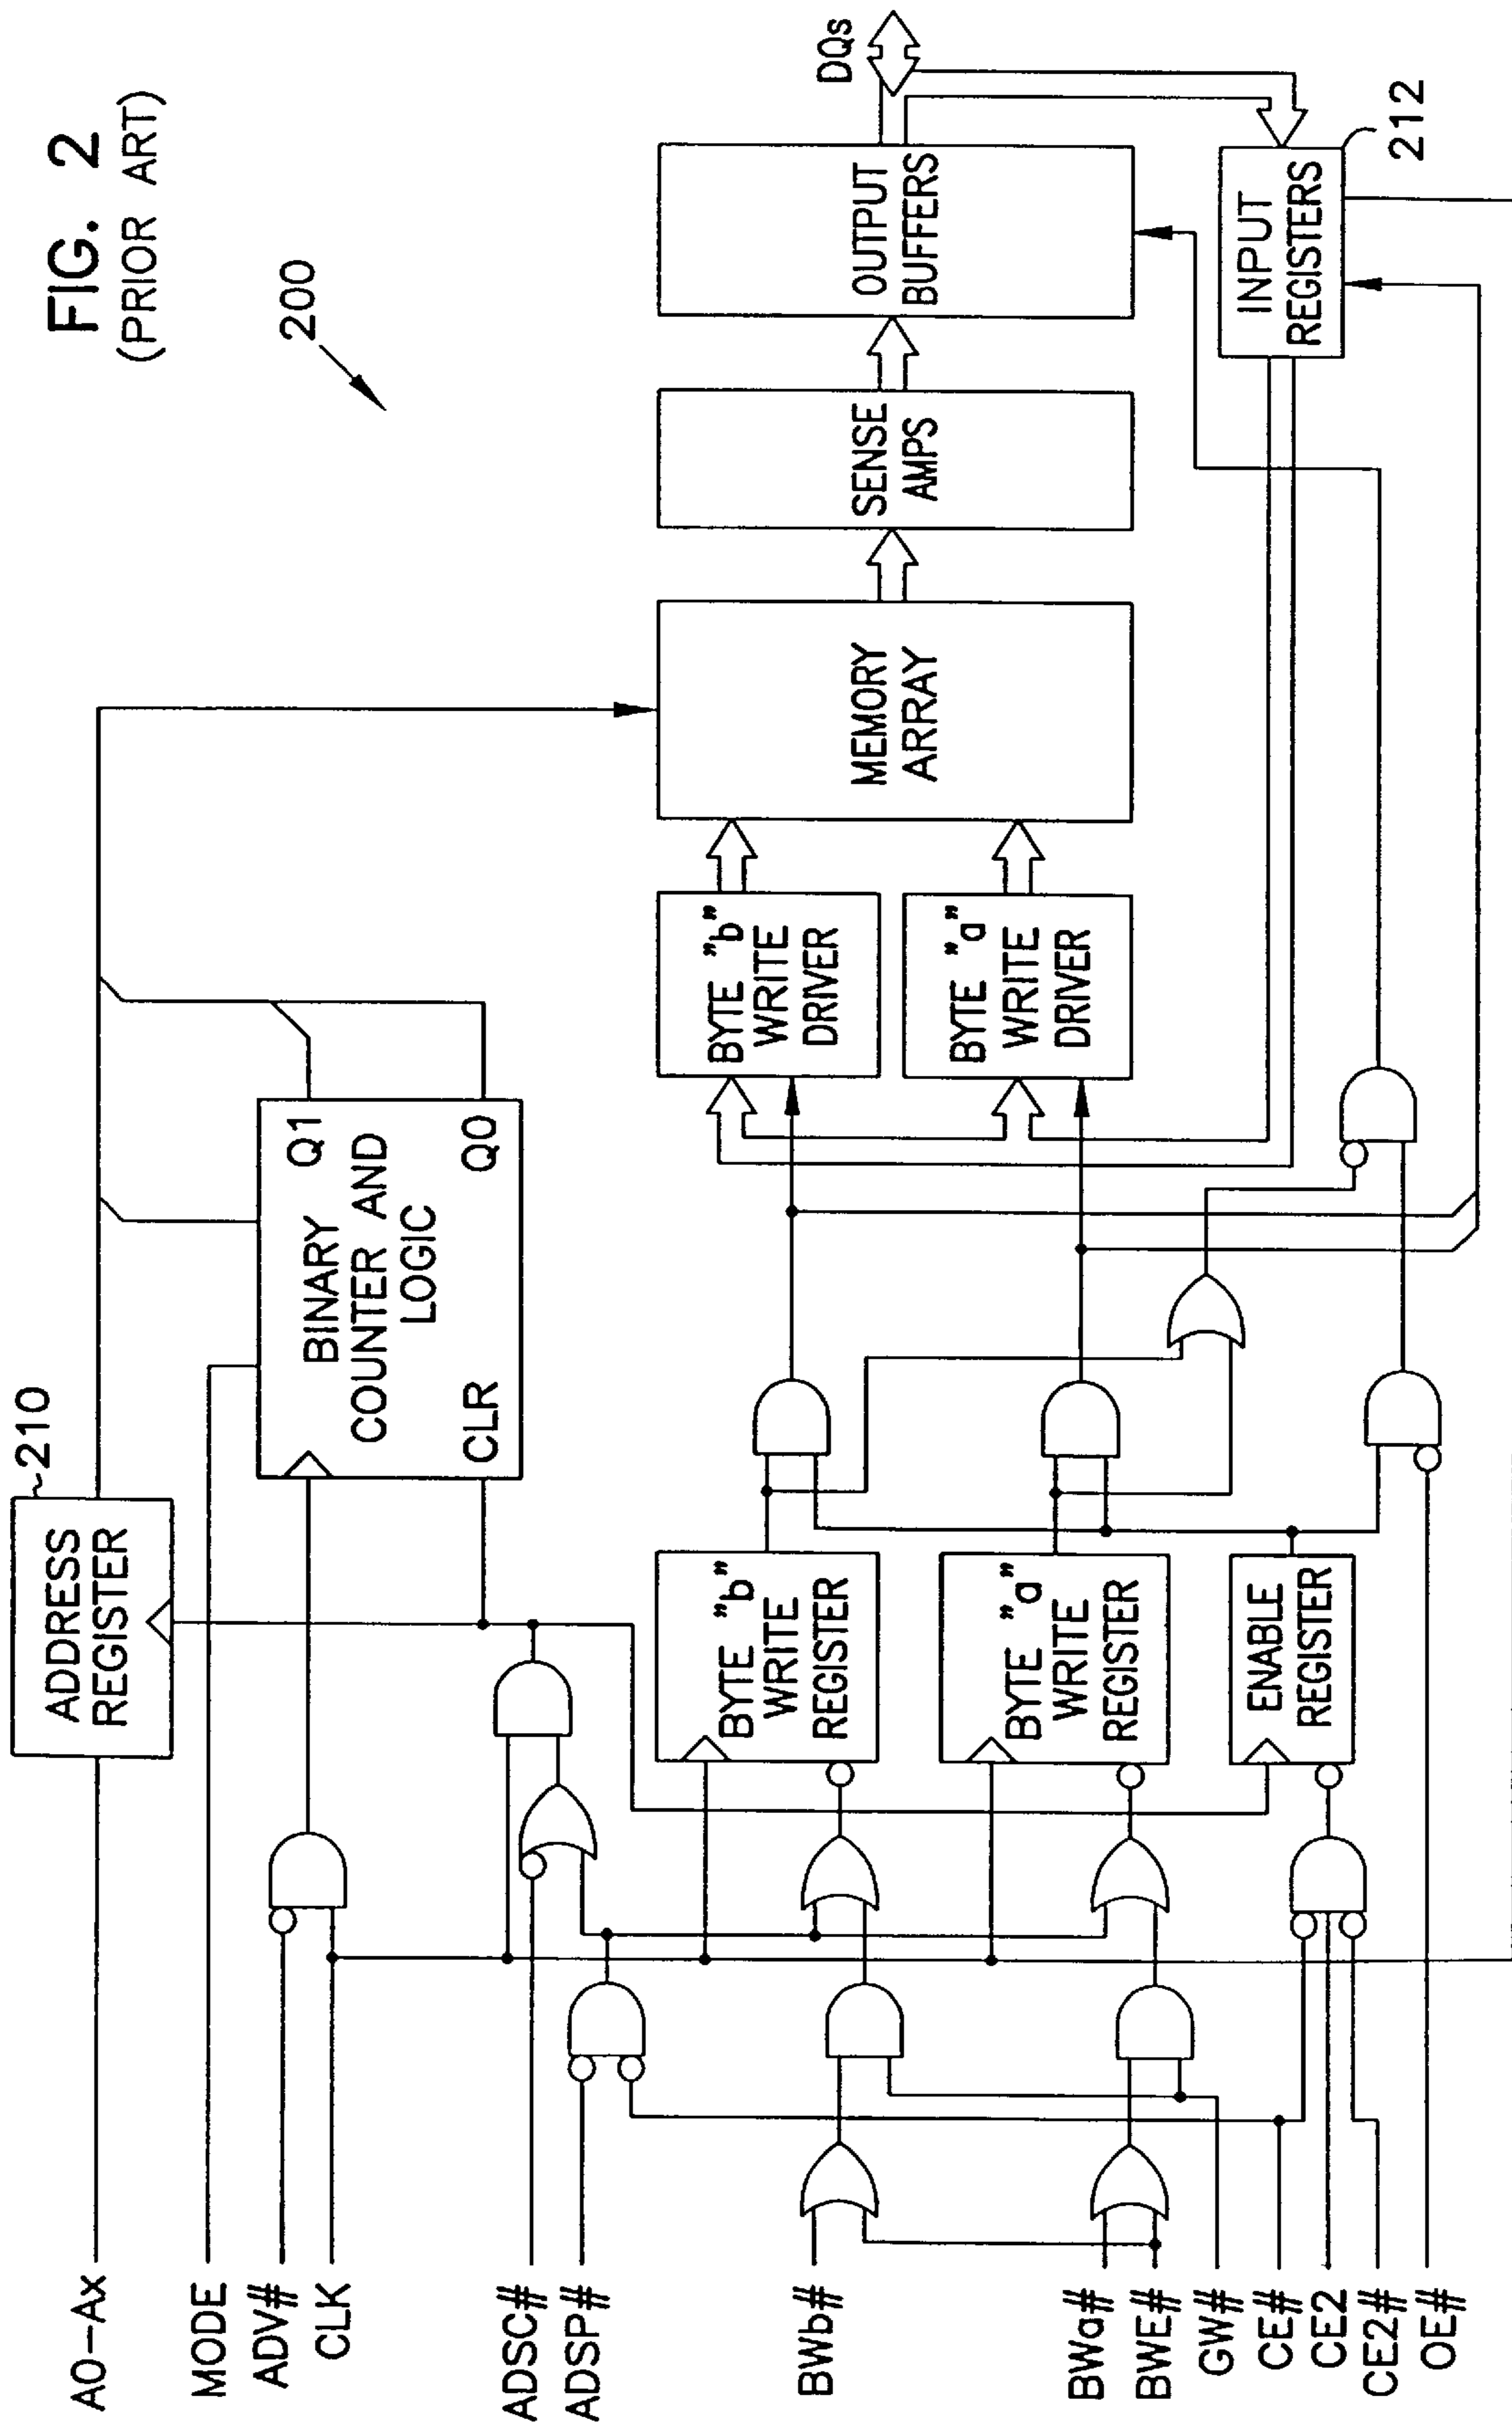 FIG. 2
(PRIOR ART)
200
A0-Ax
ADDRESS
REGISTER
210
MODE
ADV#
CLK
BINARY
COUNTER AND
LOGIC
CLR
Q1
Q0
ADSC#
ADSP#
BWb#
BYTE "b"
WRITE
REGISTER
BYTE "b"
WRITE
DRIVER
MEMORY
ARRAY
SENSE
AMPS
OUTPUT
BUFFERS
DQs
BWa#
BWE#
GW#
BYTE "a"
WRITE
REGISTER
BYTE "a"
WRITE
DRIVER
CE#
CE2
CE2#
OE#
ENABLE
REGISTER
INPUT
REGISTERS
212